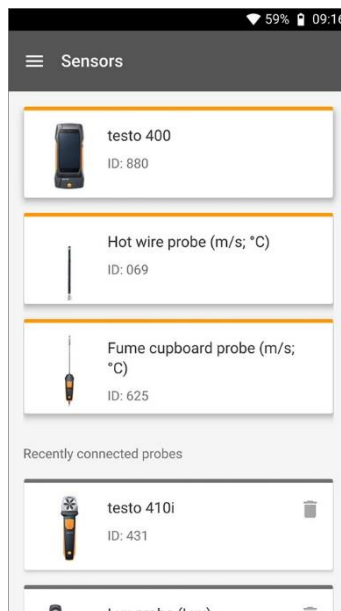 59% 09:16
Sensors
testo 400
ID: 880
Hot wire probe (m/s; °C)
ID: 069
Fume cupboard probe (m/s;
°C)
ID: 625
Recently connected probes
testo 410i
ID: 431